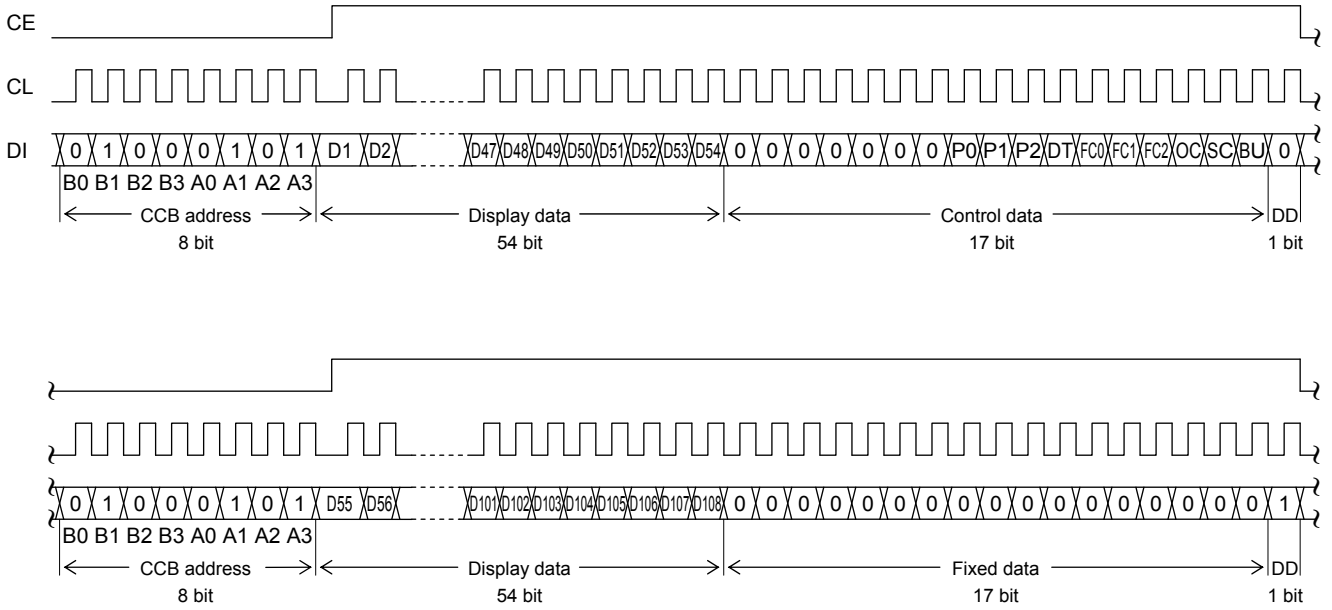 CE
CL
DI 0 1 0 0 0 1 0 1 D1 D2 D47 D48 D49 D50 D51 D52 D53 D54 0 0 0 0 0 0 0 P0 P1 P2 DT FC0 FC1 FC2 OC SC BU 0
B0 B1 B2 B3 A0 A1 A2 A3
CCB address Display data Control data DD
8 bit 54 bit 17 bit 1 bit
0 1 0 0 0 1 0 1 D55 D56 D101 D102 D103 D104 D105 D106 D107 D108 0 0 0 0 0 0 0 0 0 0 0 0 0 0 0 0 0 1
B0 B1 B2 B3 A0 A1 A2 A3
CCB address Display data Fixed data DD
8 bit 54 bit 17 bit 1 bit